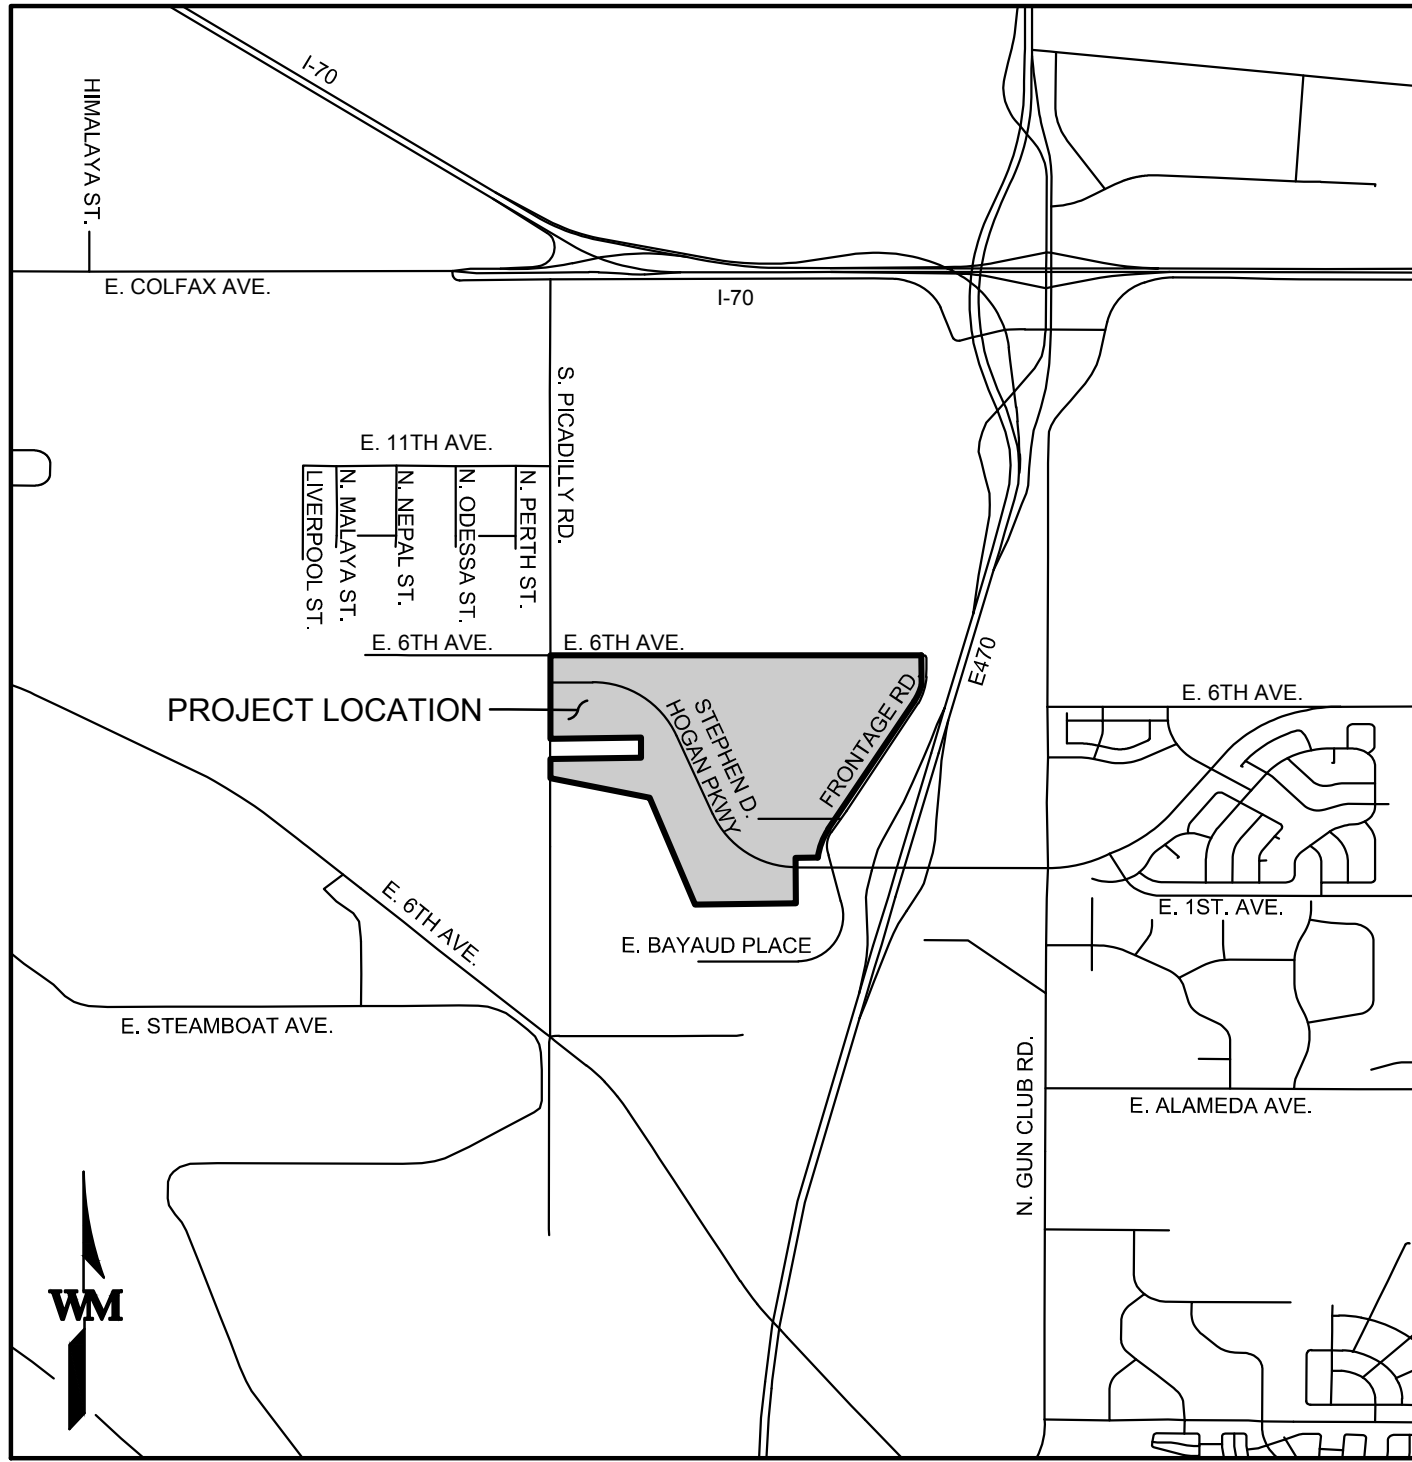 I-70
HIMALAYA ST.
E. COLFAX AVE.
I-70
S. PICADILLY RD.
E. 11TH AVE.
LIVERPOOL ST.
N. MALAYA ST.
N. NEPAL ST.
N. ODESSA ST.
N. PERTH ST.
E. 6TH AVE.
E. 6TH AVE.
E470
PROJECT LOCATION
STEPHEN D.
HOGAN PKWY
FRONTAGE RD.
E. 6TH AVE.
E. 6TH AVE.
E. 1ST. AVE.
E. BAYAUD PLACE
E. STEAMBOAT AVE.
N. GUN CLUB RD.
E. ALAMEDA AVE.
WM